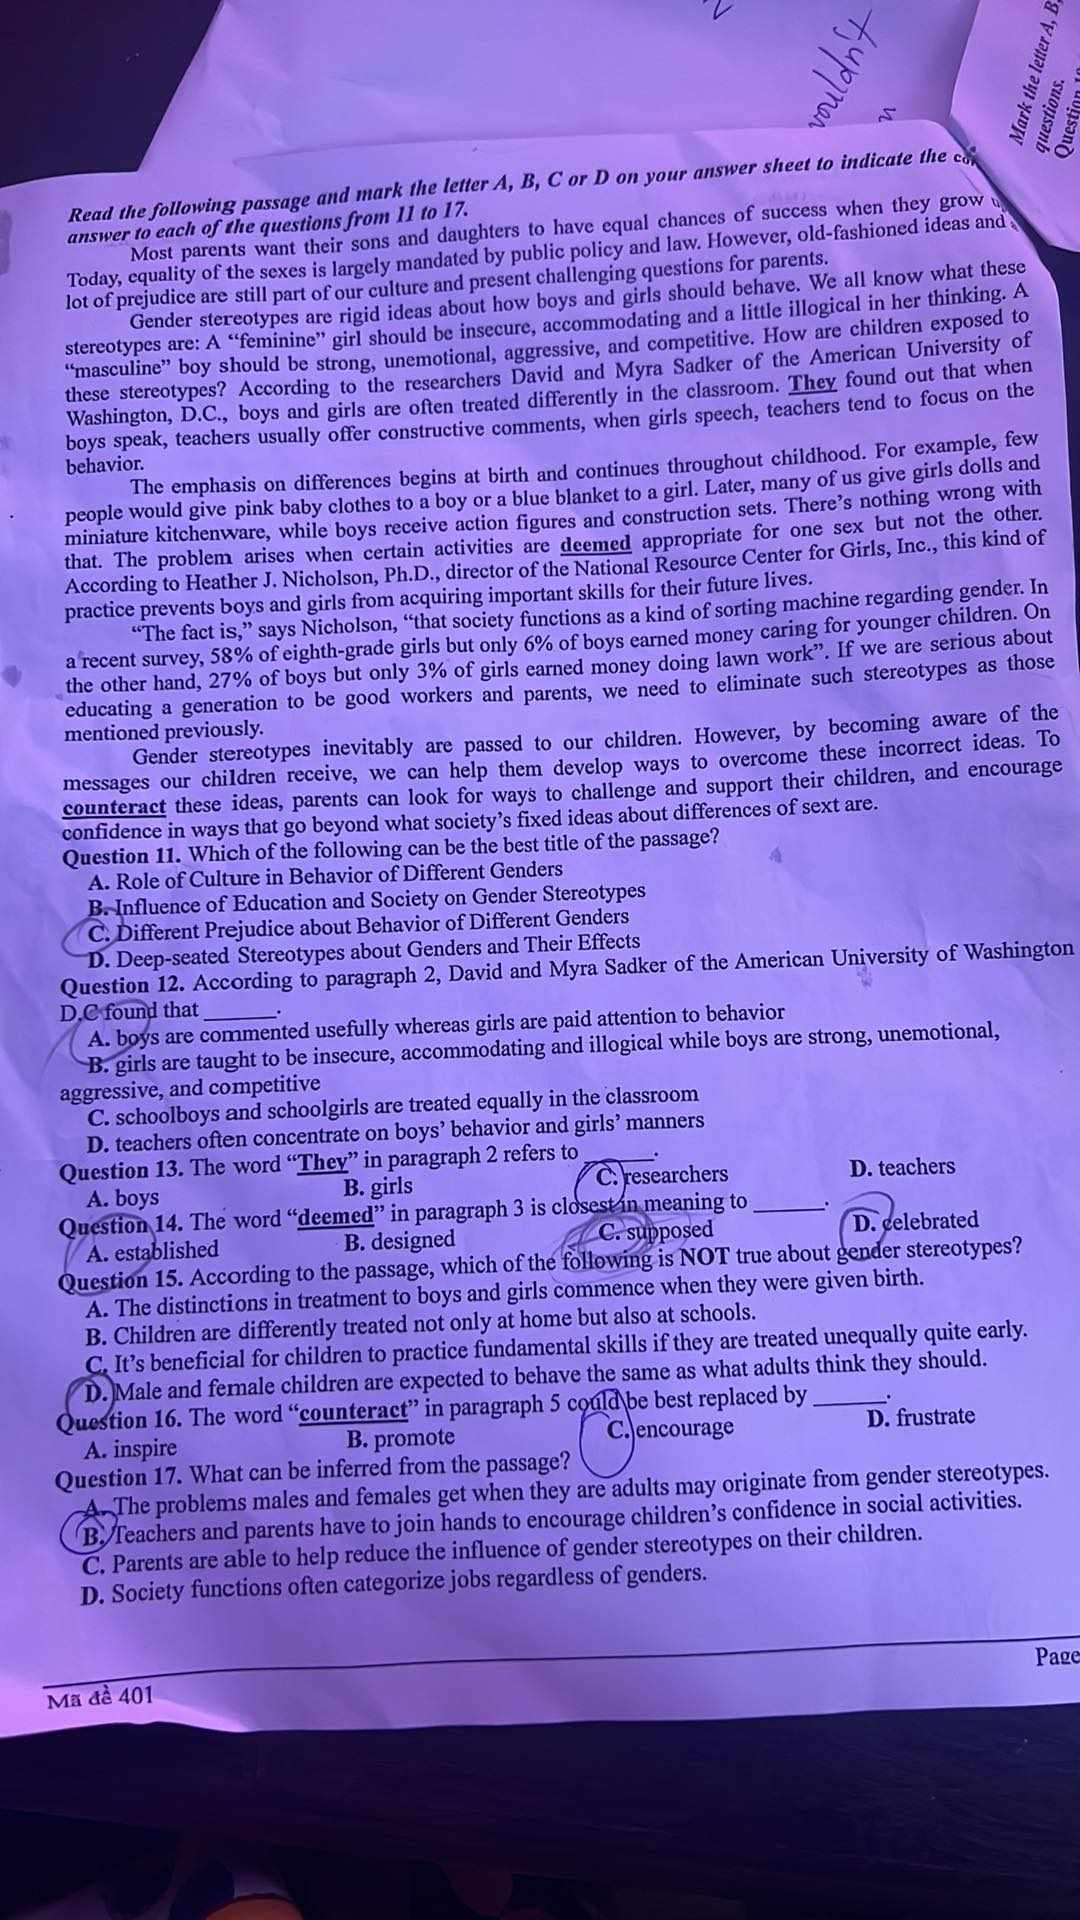 wouldn't
Mark the letter A, B,
questions.
Question
Read the following passage and mark the letter A, B, C or D on your answer sheet to indicate the
answer to each of the questions from 11 to 17.
Most parents want their sons and daughters to have equal chances of success when they grow
Today, equality of the sexes is largely mandated by public policy and law. However, old-fashioned ideas and
lot of prejudice are still part of our culture and present challenging questions for parents.
Gender stereotypes are rigid ideas about how boys and girls should behave. We all know what these
stereotypes are: A “feminine” girl should be insecure, accommodating and a little illogical in her thinking. A
“masculine” boy should be strong, unemotional, aggressive, and competitive. How are children exposed to
these stereotypes? According to the researchers David and Myra Sadker of the American University of
Washington, D.C., boys and girls are often treated differently in the classroom. They found out that when
boys speak, teachers usually offer constructive comments, when girls speech, teachers tend to focus on the
behavior.
The emphasis on differences begins at birth and continues throughout childhood. For example, few
people would give pink baby clothes to a boy or a blue blanket to a girl. Later, many of us give girls dolls and
miniature kitchenware, while boys receive action figures and construction sets. There’s nothing wrong with
that. The problem arises when certain activities are deemed appropriate for one sex but not the other.
According to Heather J. Nicholson, Ph.D., director of the National Resource Center for Girls, Inc., this kind of
practice prevents boys and girls from acquiring important skills for their future lives.
“The fact is,” says Nicholson, “that society functions as a kind of sorting machine regarding gender. In
a recent survey, 58% of eighth-grade girls but only 6% of boys earned money caring for younger children. On
the other hand, 27% of boys but only 3% of girls earned money doing lawn work”. If we are serious about
educating a generation to be good workers and parents, we need to eliminate such stereotypes as those
mentioned previously.
Gender stereotypes inevitably are passed to our children. However, by becoming aware of the
messages our children receive, we can help them develop ways to overcome these incorrect ideas. To
counteract these ideas, parents can look for ways to challenge and support their children, and encourage
confidence in ways that go beyond what society’s fixed ideas about differences of sext are.
Question 11. Which of the following can be the best title of the passage?
A. Role of Culture in Behavior of Different Genders
B. Influence of Education and Society on Gender Stereotypes
C. Different Prejudice about Behavior of Different Genders
D. Deep-seated Stereotypes about Genders and Their Effects
Question 12. According to paragraph 2, David and Myra Sadker of the American University of Washington
D.C found that ______.
A. boys are commented usefully whereas girls are paid attention to behavior
B. girls are taught to be insecure, accommodating and illogical while boys are strong, unemotional,
aggressive, and competitive
C. schoolboys and schoolgirls are treated equally in the classroom
D. teachers often concentrate on boys’ behavior and girls’ manners
Question 13. The word “They” in paragraph 2 refers to ______.
A. boys B. girls C. researchers D. teachers
Question 14. The word “deemed” in paragraph 3 is closest in meaning to ______.
A. established B. designed C. supposed D. celebrated
Question 15. According to the passage, which of the following is NOT true about gender stereotypes?
A. The distinctions in treatment to boys and girls commence when they were given birth.
B. Children are differently treated not only at home but also at schools.
C. It’s beneficial for children to practice fundamental skills if they are treated unequally quite early.
D. Male and female children are expected to behave the same as what adults think they should.
Question 16. The word “counteract” in paragraph 5 could be best replaced by ______.
A. inspire B. promote C. encourage D. frustrate
Question 17. What can be inferred from the passage?
A. The problems males and females get when they are adults may originate from gender stereotypes.
B. Teachers and parents have to join hands to encourage children’s confidence in social activities.
C. Parents are able to help reduce the influence of gender stereotypes on their children.
D. Society functions often categorize jobs regardless of genders.
Page
Mã đề 401